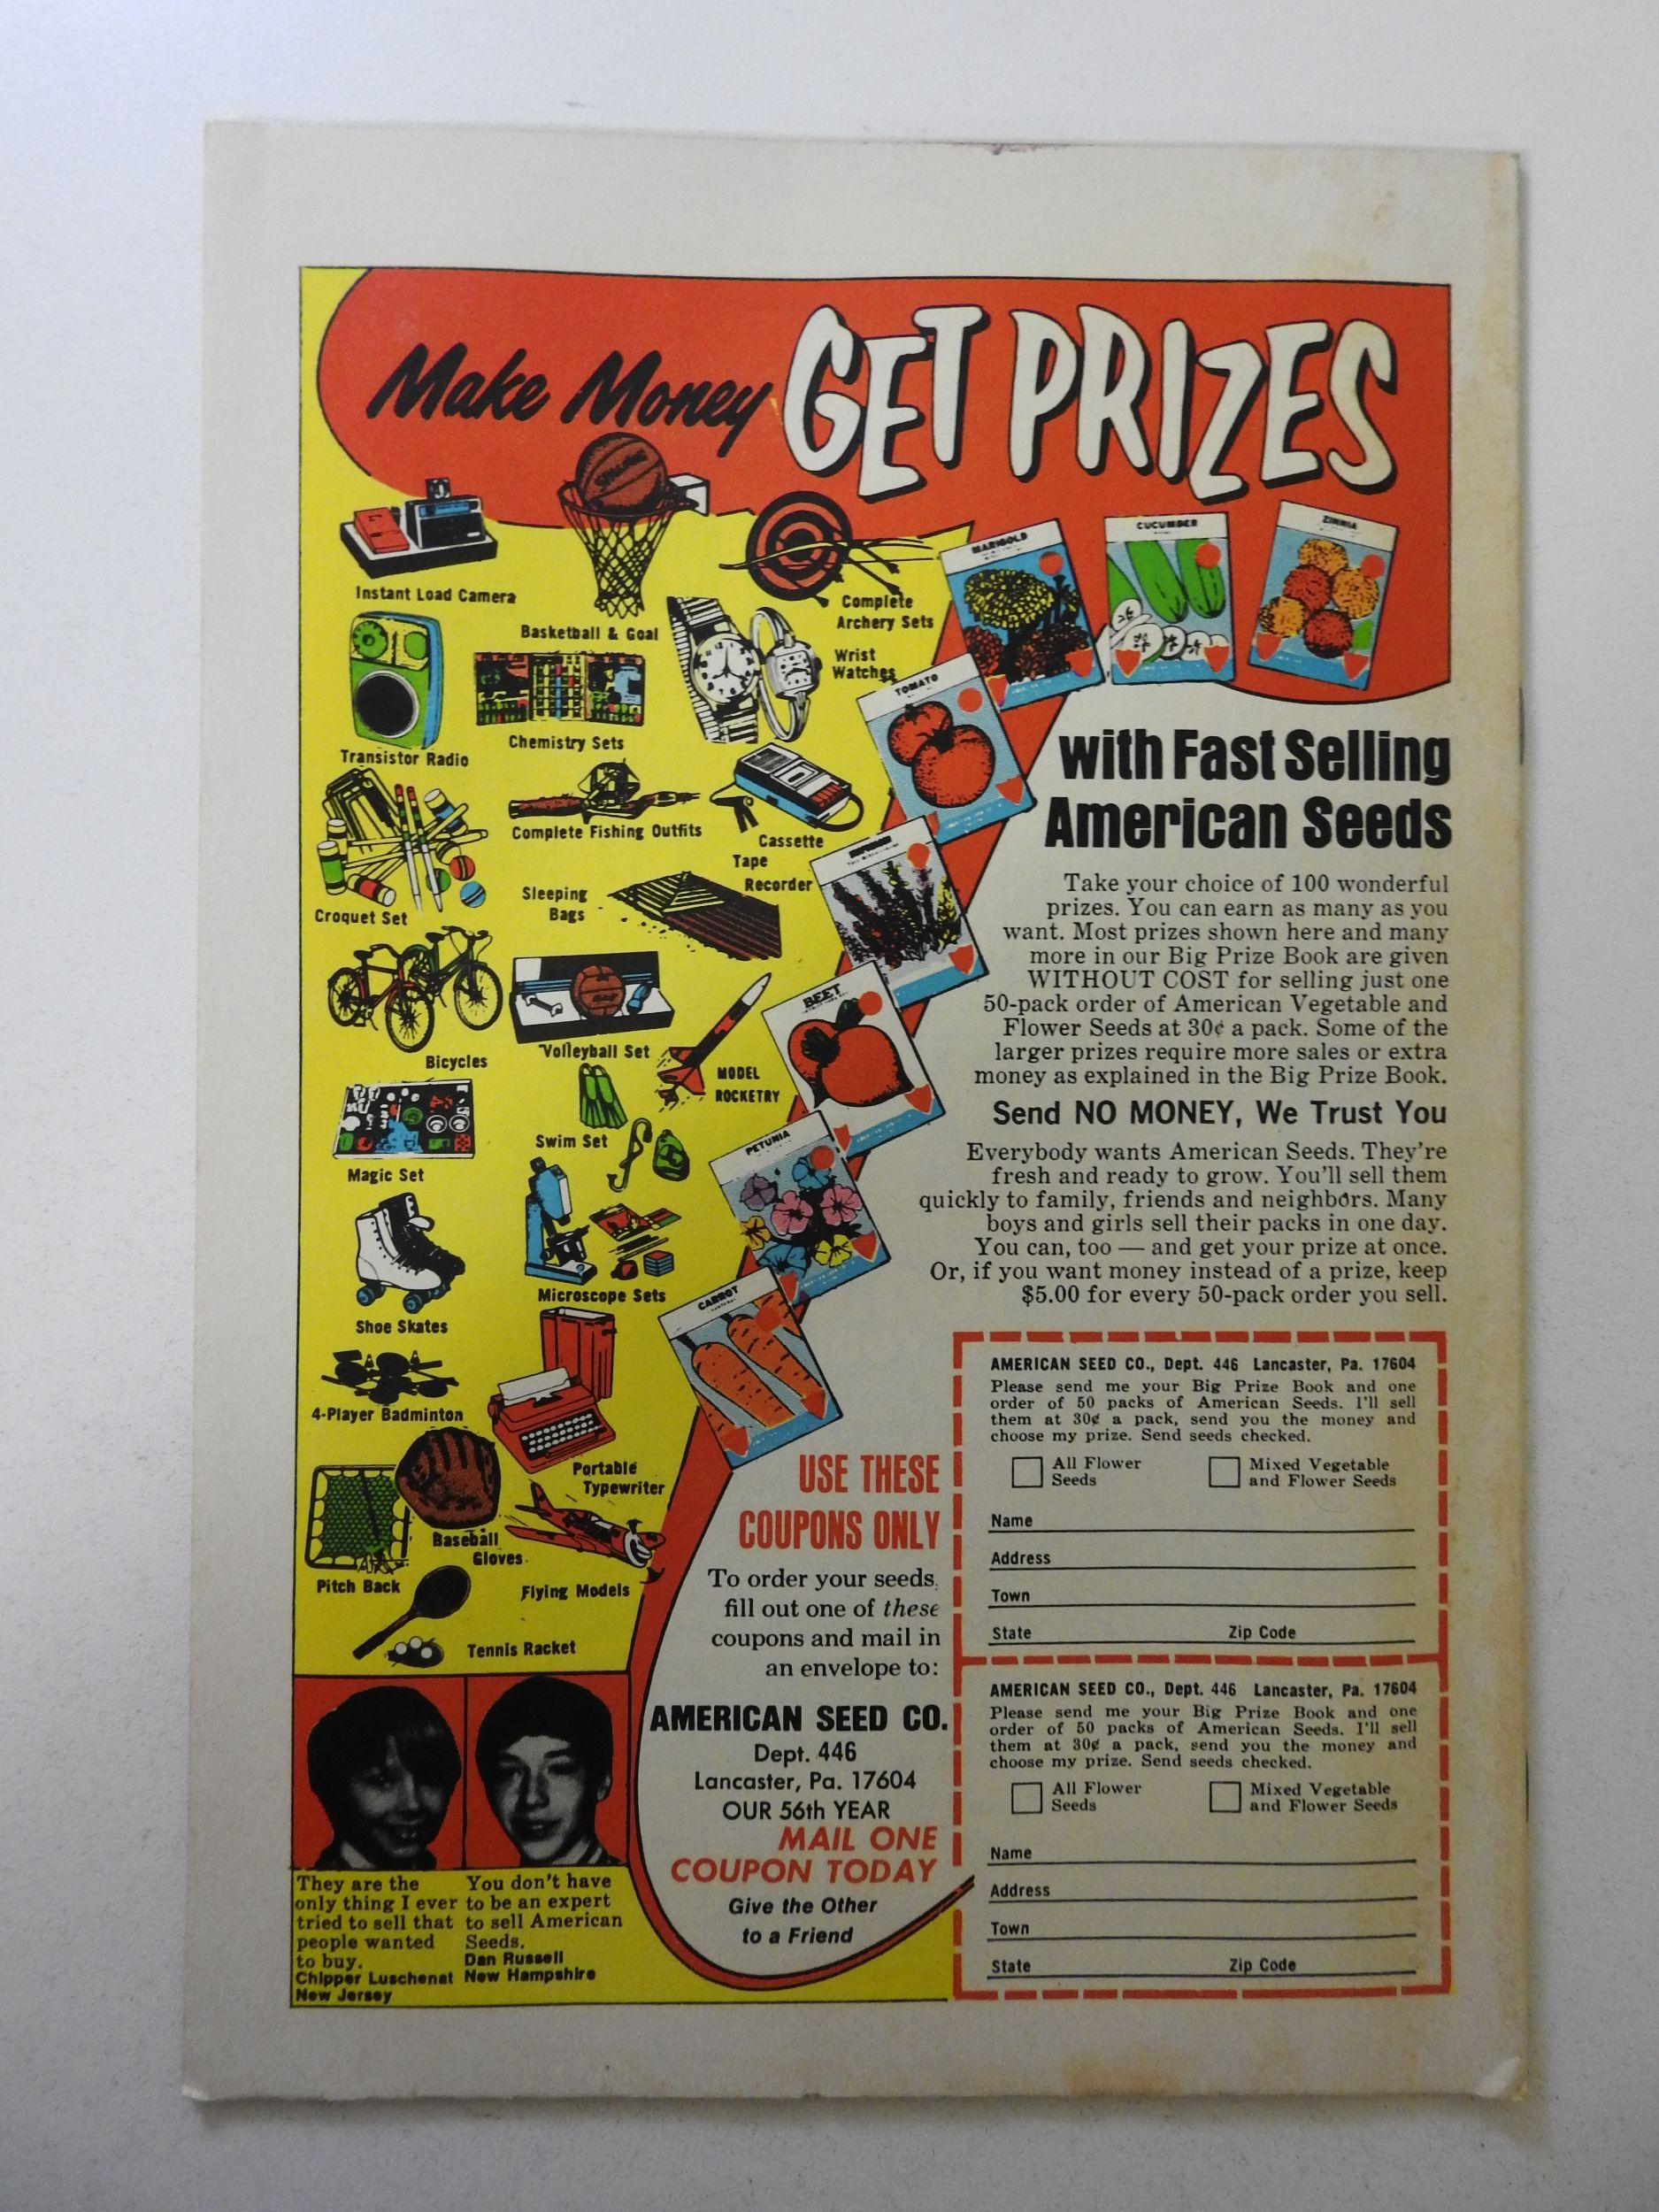 Make Money GET PRIZES
SPALDING
Instant Load Camera
Basketball & Goal
Complete
Archery Sets
Transistor Radio
Chemistry Sets
Wrist
Watches
Croquet Set
Complete Fishing Outfits
Cassette
Tape
Recorder
Sleeping
Bags
Bicycles
Volleyball Set
MODEL
ROCKETRY
Magic Set
Swim Set
Shoe Skates
Microscope Sets
4-Player Badminton
Portable
Typewriter
Baseball
Gloves
Pitch Back
Flying Models
Tennis Racket
MARIGOLD
CUCUMBER
ZINNIA
TOMATO
BEET
PETUNIA
CARROT
with Fast Selling
American Seeds
Take your choice of 100 wonderful
prizes. You can earn as many as you
want. Most prizes shown here and many
more in our Big Prize Book are given
WITHOUT COST for selling just one
50-pack order of American Vegetable and
Flower Seeds at 30¢ a pack. Some of the
larger prizes require more sales or extra
money as explained in the Big Prize Book.
Send NO MONEY, We Trust You
Everybody wants American Seeds. They're
fresh and ready to grow. You'll sell them
quickly to family, friends and neighbors. Many
boys and girls sell their packs in one day.
You can, too — and get your prize at once.
Or, if you want money instead of a prize, keep
$5.00 for every 50-pack order you sell.
USE THESE
COUPONS ONLY
To order your seeds,
fill out one of these
coupons and mail in
an envelope to:
AMERICAN SEED CO.
Dept. 446
Lancaster, Pa. 17604
OUR 56th YEAR
MAIL ONE
COUPON TODAY
Give the Other
to a Friend
AMERICAN SEED CO., Dept. 446 Lancaster, Pa. 17604
Please send me your Big Prize Book and one
order of 50 packs of American Seeds. I'll sell
them at 30¢ a pack, send you the money and
choose my prize. Send seeds checked.
All Flower
Seeds
Mixed Vegetable
and Flower Seeds
Name
Address
Town
State Zip Code
AMERICAN SEED CO., Dept. 446 Lancaster, Pa. 17604
Please send me your Big Prize Book and one
order of 50 packs of American Seeds. I'll sell
them at 30¢ a pack, send you the money and
choose my prize. Send seeds checked.
All Flower
Seeds
Mixed Vegetable
and Flower Seeds
Name
Address
Town
State Zip Code
They are the
only thing I ever
tried to sell that
people wanted
to buy.
Chipper Luschenat
New Jersey
You don't have
to be an expert
to sell American
Seeds.
Dan Russell
New Hampshire